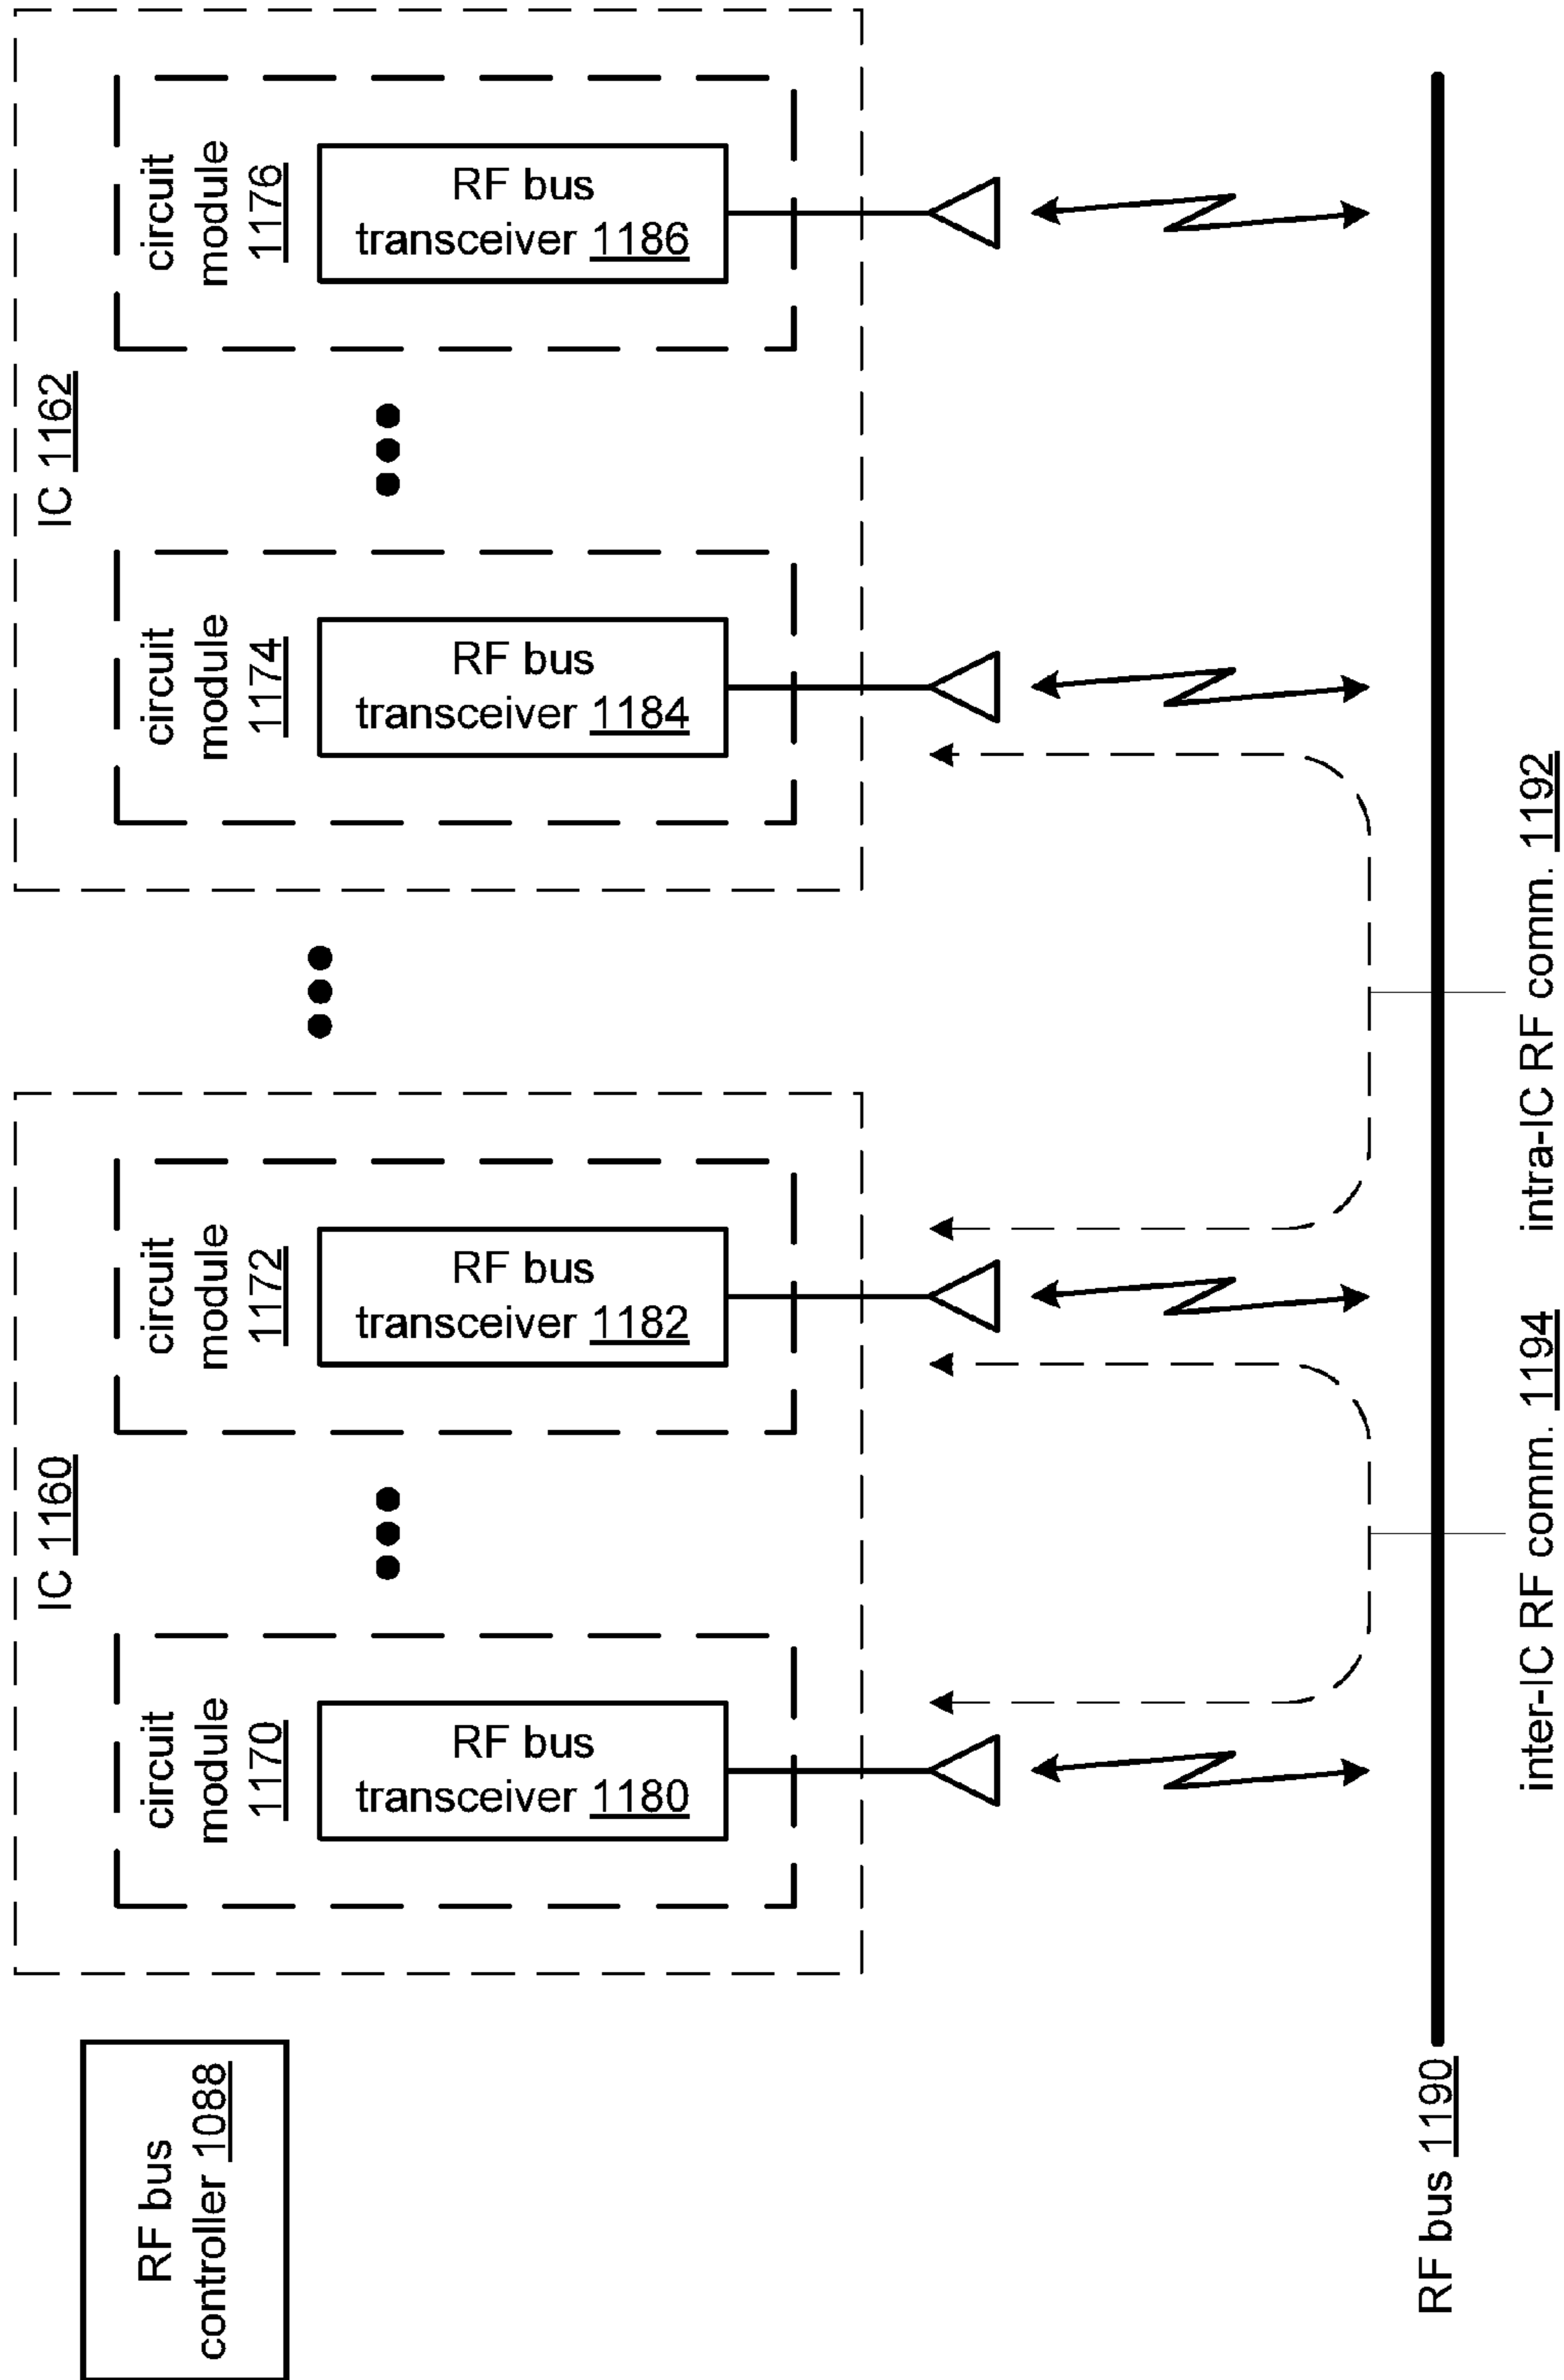 RF bus
controller 1088
IC 1160
circuit
module
1170
RF bus
transceiver 1180
circuit
module
1172
RF bus
transceiver 1182
IC 1162
circuit
module
1174
RF bus
transceiver 1184
circuit
module
1176
RF bus
transceiver 1186
RF bus 1190
inter-IC RF comm. 1194
intra-IC RF comm. 1192